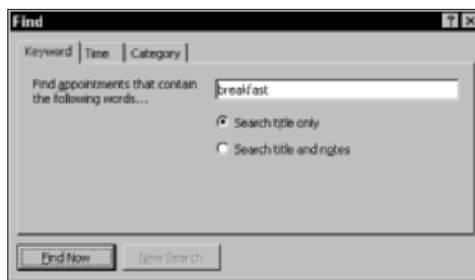 Find
Keyword Time Category
Find appointments that contain
the following words...
breakfast
Search title only
Search title and notes
Find Now New Search